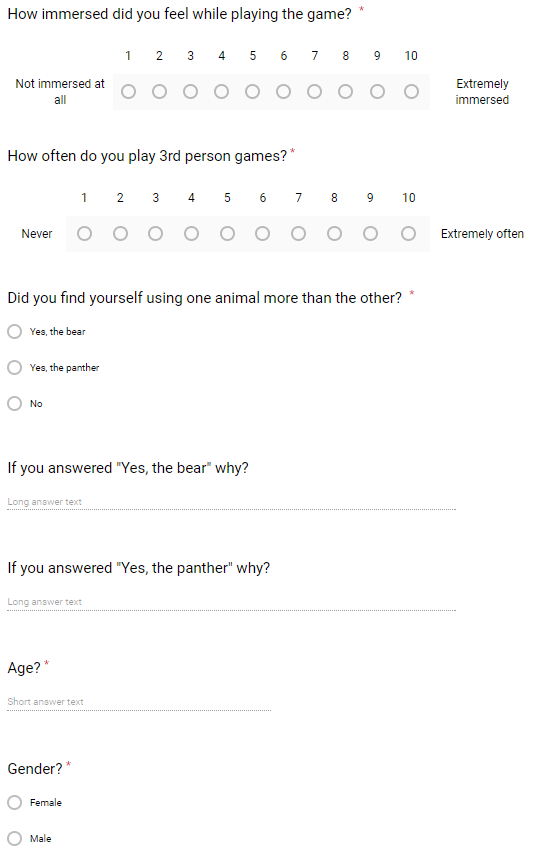 How immersed did you feel while playing the game? *
1 2 3 4 5 6 7 8 9 10
Not immersed at
all
Extremely
immersed
How often do you play 3rd person games? *
1 2 3 4 5 6 7 8 9 10
Never
Extremely often
Did you find yourself using one animal more than the other? *
Yes, the bear
Yes, the panther
No
If you answered "Yes, the bear" why?
Long answer text
If you answered "Yes, the panther" why?
Long answer text
Age? *
Short answer text
Gender? *
Female
Male